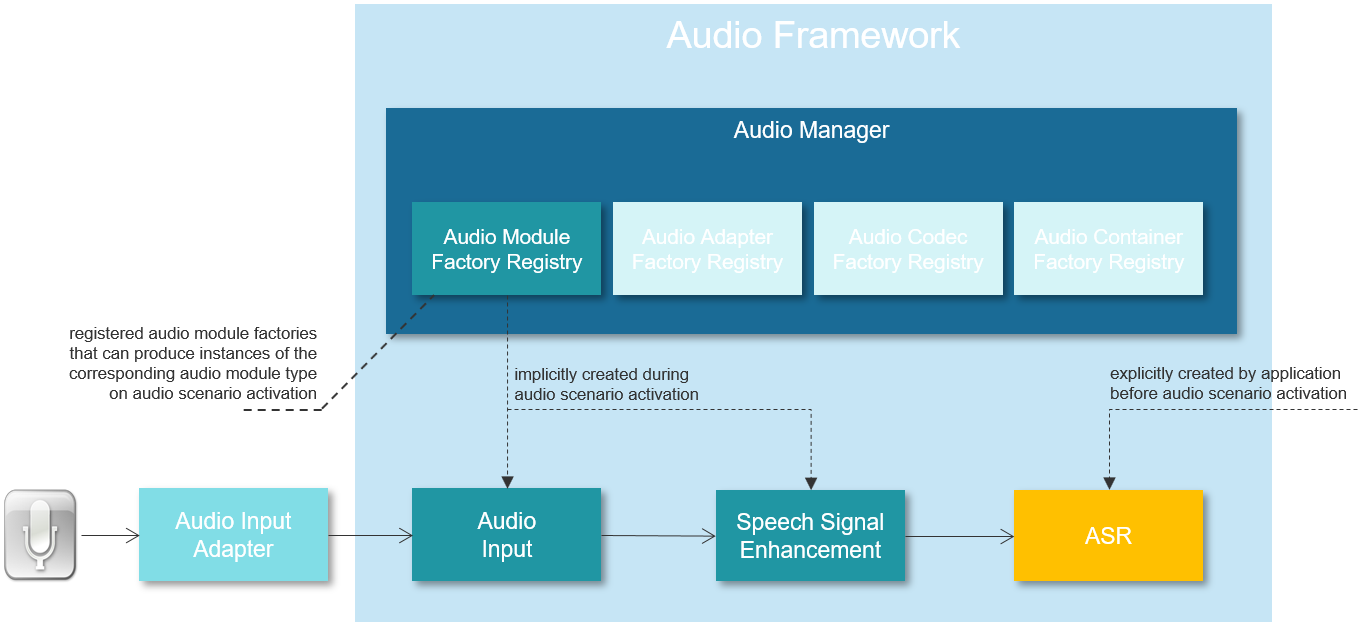 Audio Framework
Audio Manager
Audio Module
Factory Registry
Audio Adapter
Factory Registry
Audio Codec
Factory Registry
Audio Container
Factory Registry
registered audio module factories
that can produce instances of the
corresponding audio module type
on audio scenario activation
implicitly created during
audio scenario activation
explicitly created by application
before audio scenario activation
Audio Input
Adapter
Audio
Input
Speech Signal
Enhancement
ASR